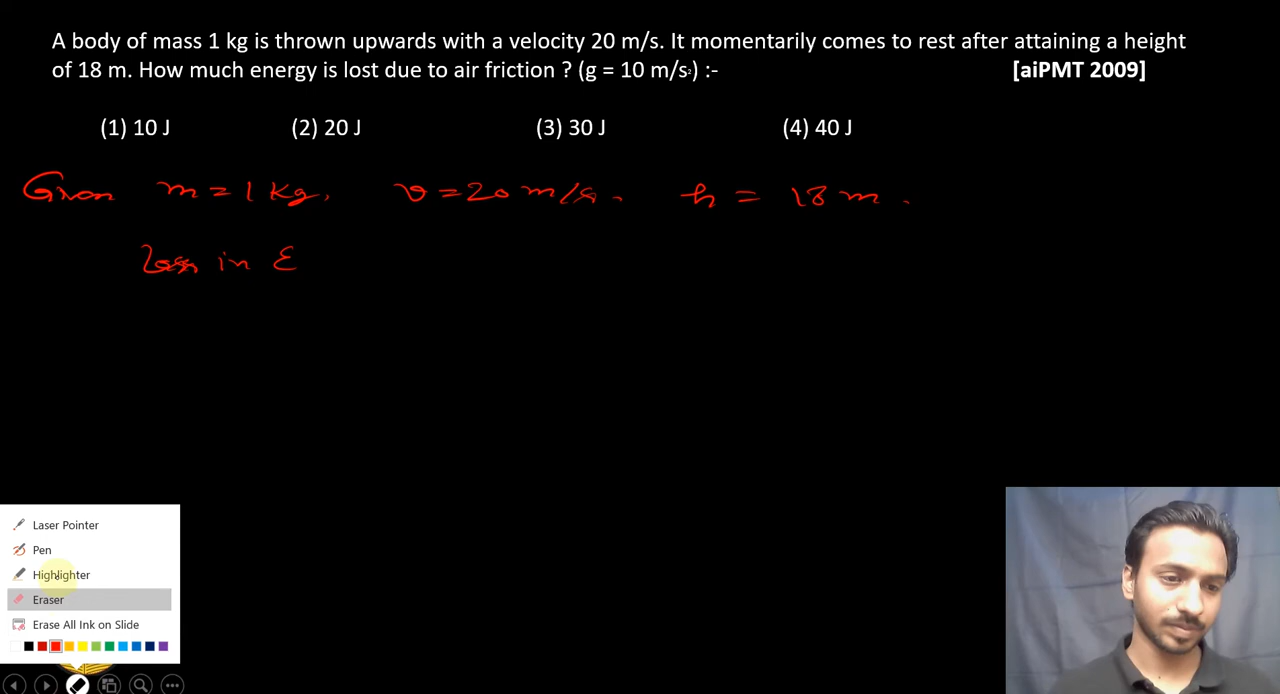 A body of mass 1 kg is thrown upwards with a velocity 20 m/s. It momentarily comes to rest after attaining a height
of 18 m. How much energy is lost due to air friction ? (g = 10 m/s²) :- [aiPMT 2009]
(1) 10 J (2) 20 J (3) 30 J (4) 40 J
Given m = 1 kg, v = 20 m/s. h = 18 m.
Loss in E
Laser Pointer
Pen
Highlighter
Eraser
Erase All Ink on Slide